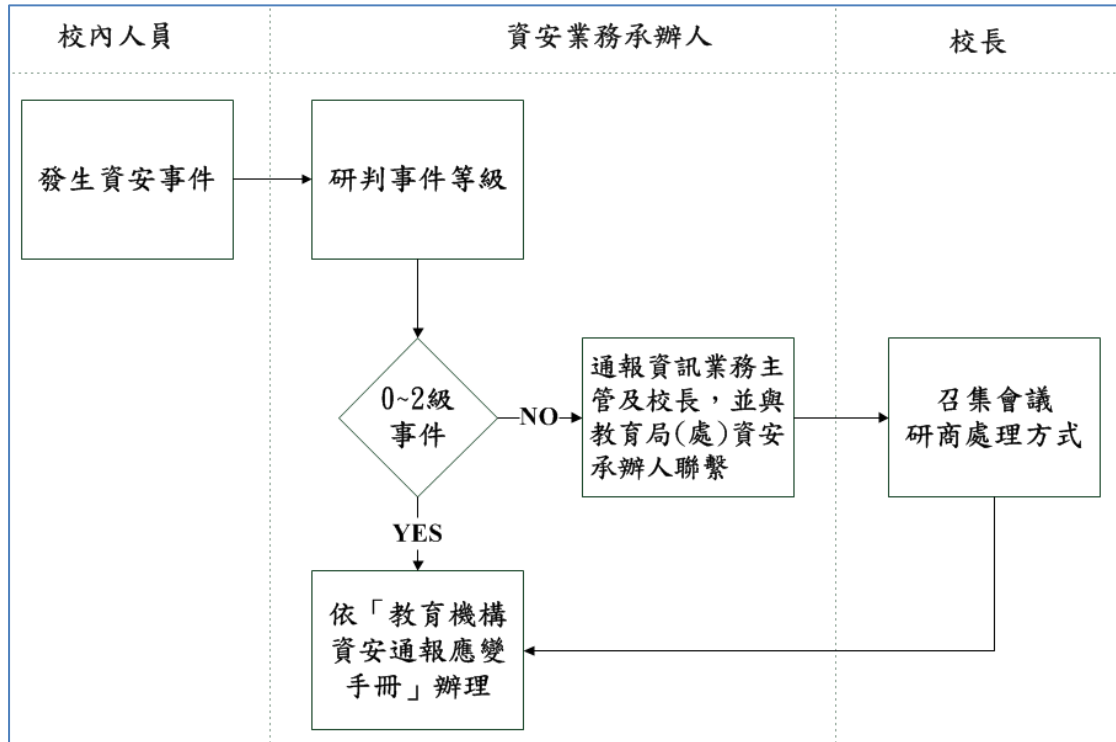 校內人員
資安業務承辦人
校長
發生資安事件
研判事件等級
0~2級
事件
NO
通報資訊業務主
管及校長，並與
教育局(處)資安
承辦人聯繫
召集會議
研商處理方式
YES
依「教育機構
資安通報應變
手冊」辦理